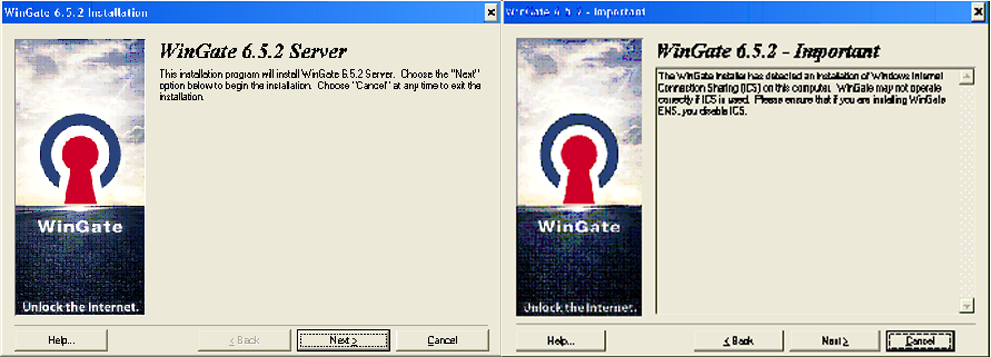 WinGate 6.5.2 Installation
WinGate 6.5.2 Server
This installation program will install WinGate 6.5.2 Server. Choose the "Next"
option below to begin the installation. Choose "Cancel" at any time to exit the
installation.
WinGate
Unlock the Internet.
Help...
< Back
Next >
Cancel
WinGate 6.5.2 - Important
WinGate 6.5.2 - Important
The WinGate Installer has detected an installation of Windows Internet
Connection Sharing (ICS) on this computer. WinGate may not operate
correctly if ICS is used. Please ensure that if you are installing WinGate
ENS, you disable ICS.
WinGate
Unlock the Internet.
Help...
< Back
Next >
Cancel